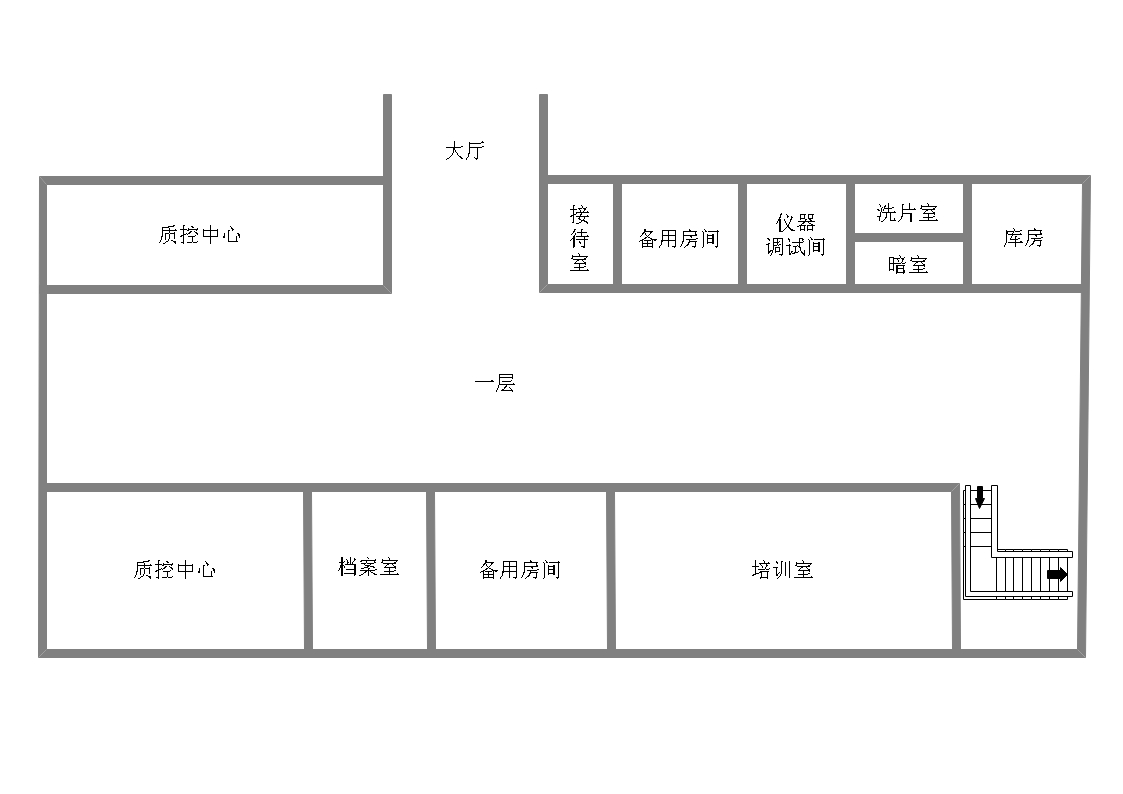 大厅
质控中心
接待室
备用房间
仪器
调试间
洗片室
暗室
库房
一层
质控中心
档案室
备用房间
培训室